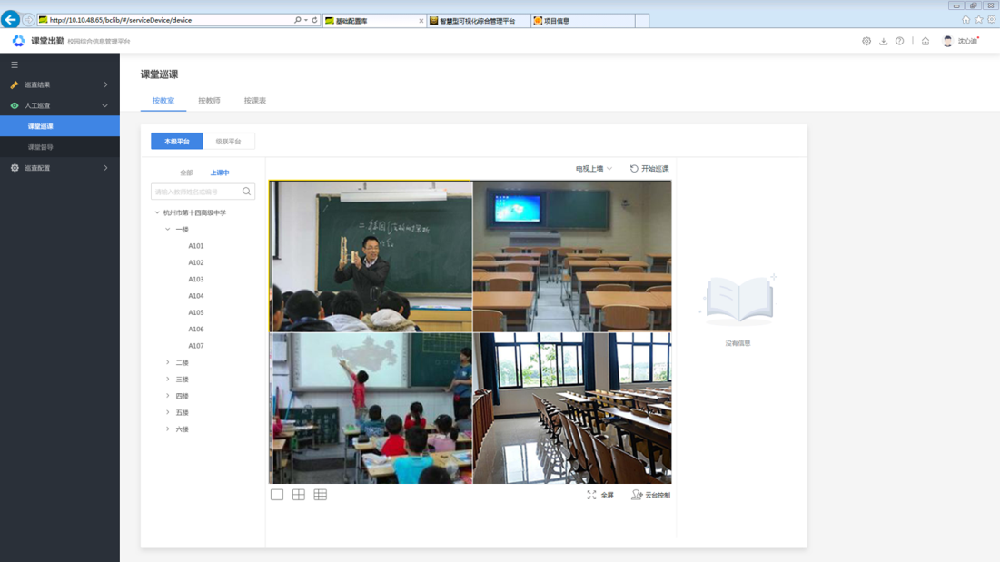 http://10.10.48.65/bclib/#/serviceDevice/device
基础配置库
智慧型可视化综合管理平台
项目信息
课堂出勤 校园综合信息管理平台
沈心迪
巡查结果
人工巡查
课堂巡课
课堂督导
巡查配置
课堂巡课
按教室 按教师 按课表
本级平台 级联平台
全部 上课中
请输入教师姓名或编号
杭州市第十四高级中学
一楼
A101
A102
A103
A104
A105
A106
A107
二楼
三楼
四楼
五楼
六楼
电视上墙 开始巡课
没有信息
全屏 云台控制